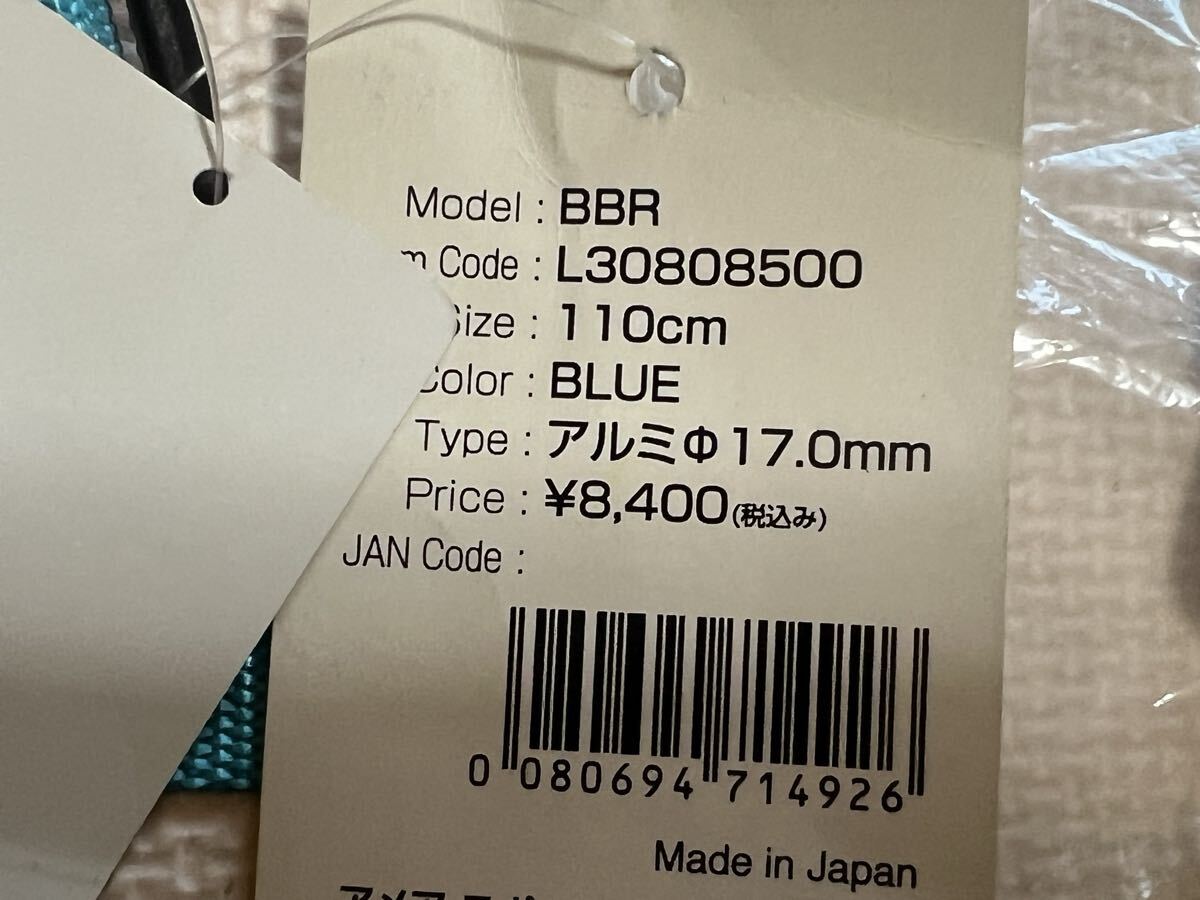 Model : BBR
Code : L30808500
Size : 110cm
Color : BLUE
Type : アルミΦ17.0mm
Price : ¥8,400(税込み)
JAN Code :
0 080694 714926
Made in Japan